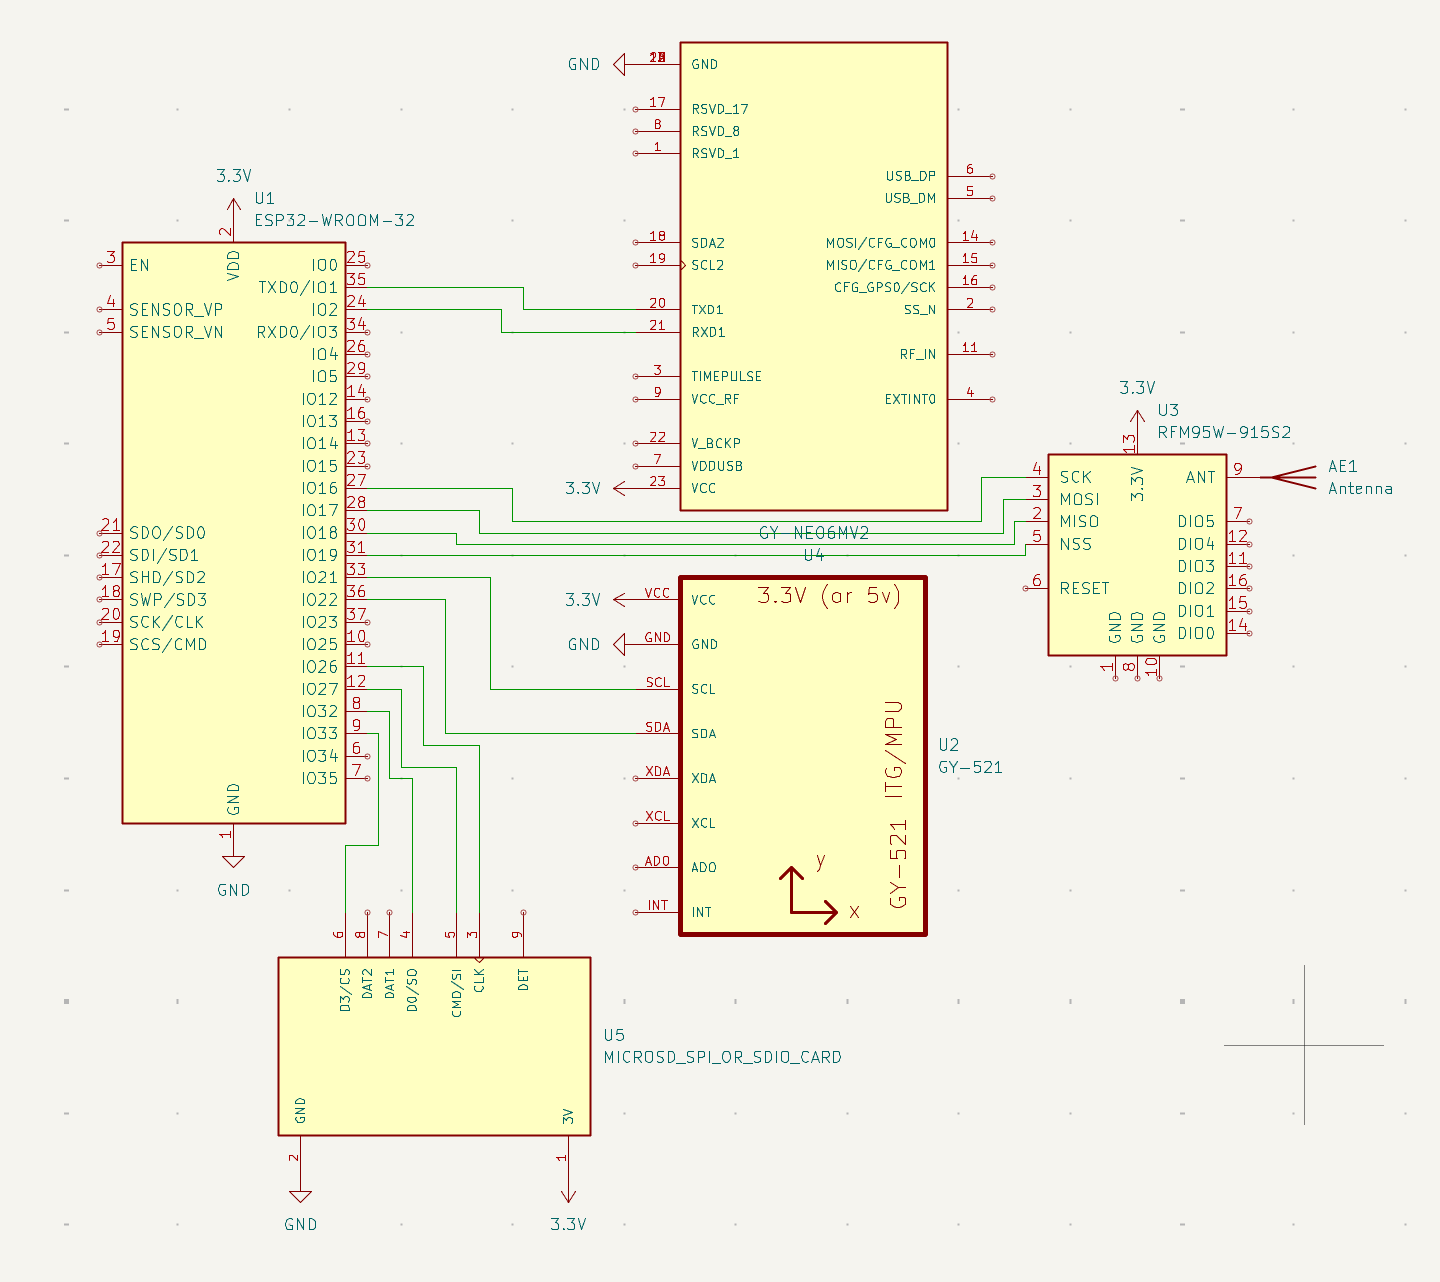 3.3V
U1
ESP32-WROOM-32
2
VDD
3 EN
4 SENSOR_VP
5 SENSOR_VN
21 SDO/SD0
22 SDI/SD1
17 SHD/SD2
18 SWP/SD3
20 SCK/CLK
19 SCS/CMD
IO0 25
TXD0/IO1 35
IO2 24
RXD0/IO3 34
IO4 26
IO5 29
IO12 14
IO13 16
IO14 13
IO15 23
IO16 27
IO17 28
IO18 30
IO19 31
IO21 33
IO22 36
IO23 37
IO25 10
IO26 11
IO27 12
IO32 8
IO33 9
IO34 6
IO35 7
GND
1
GND
GND
GND
17 RSVD_17
8 RSVD_8
1 RSVD_1
18 SDA2
19 SCL2
20 TXD1
21 RXD1
3 TIMEPULSE
9 VCC_RF
22 V_BCKP
7 VDDUSB
3.3V 23 VCC
USB_DP 6
USB_DM 5
MOSI/CFG_COM0 14
MISO/CFG_COM1 15
CFG_GPS0/SCK 16
SS_N 2
RF_IN 11
EXTINT0 4
GY-NEO6MV2
U4
3.3V
U3
RFM95W-915S2
13
3.3V
4 SCK
3 MOSI
2 MISO
5 NSS
6 RESET
ANT 9
DIO5 7
DIO4 12
DIO3 11
DIO2 16
DIO1 15
DIO0 14
GND GND GND
1 8 10
AE1
Antenna
3.3V (or 5v)
3.3V VCC VCC
GND GND GND
SCL SCL
SDA SDA
XDA XDA
XCL XCL
ADO ADO
INT INT
y
x
GY-521 ITG/MPU
U2
GY-521
6 8 7 4 5 3 9
D3/CS DAT2 DAT1 D0/SO CMD/SI CLK DET
U5
MICROSD_SPI_OR_SDIO_CARD
GND 3V
2 1
GND 3.3V